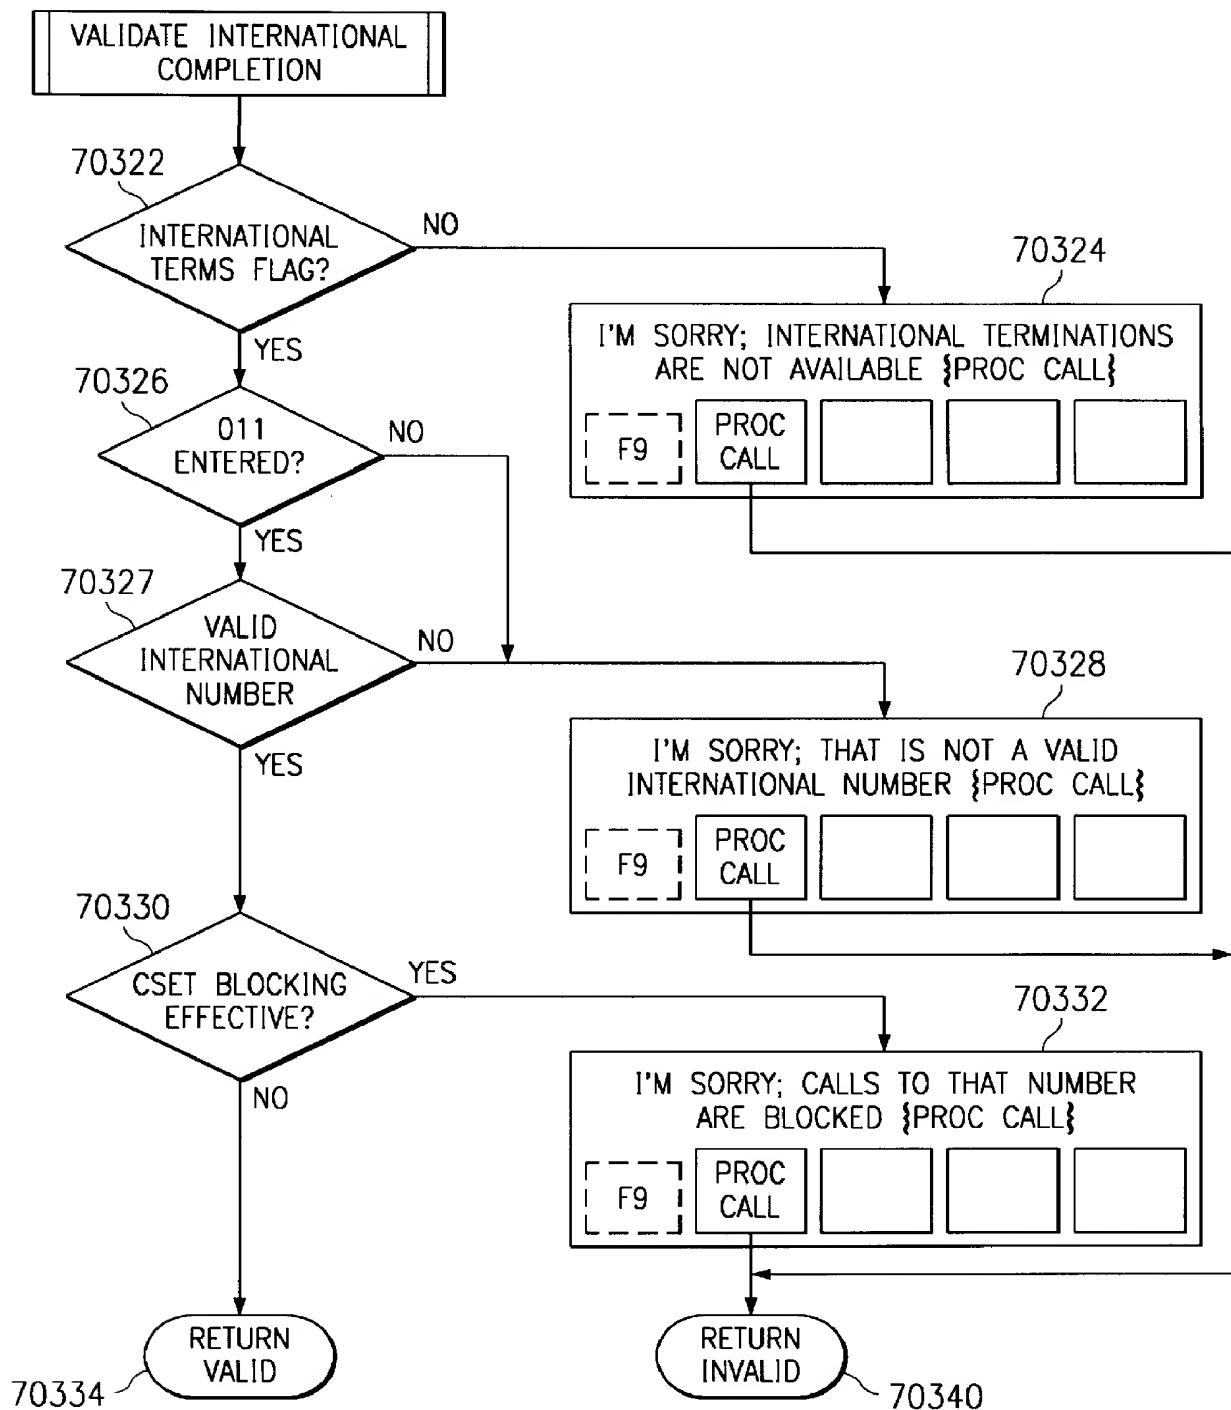 VALIDATE INTERNATIONAL
COMPLETION
70322
INTERNATIONAL
TERMS FLAG?
NO
YES
70324
I'M SORRY; INTERNATIONAL TERMINATIONS
ARE NOT AVAILABLE {PROC CALL}
F9
PROC
CALL
70326
011
ENTERED?
NO
YES
70327
VALID
INTERNATIONAL
NUMBER
NO
YES
70328
I'M SORRY; THAT IS NOT A VALID
INTERNATIONAL NUMBER {PROC CALL}
F9
PROC
CALL
70330
CSET BLOCKING
EFFECTIVE?
YES
NO
70332
I'M SORRY; CALLS TO THAT NUMBER
ARE BLOCKED {PROC CALL}
F9
PROC
CALL
RETURN
VALID
70334
RETURN
INVALID
70340